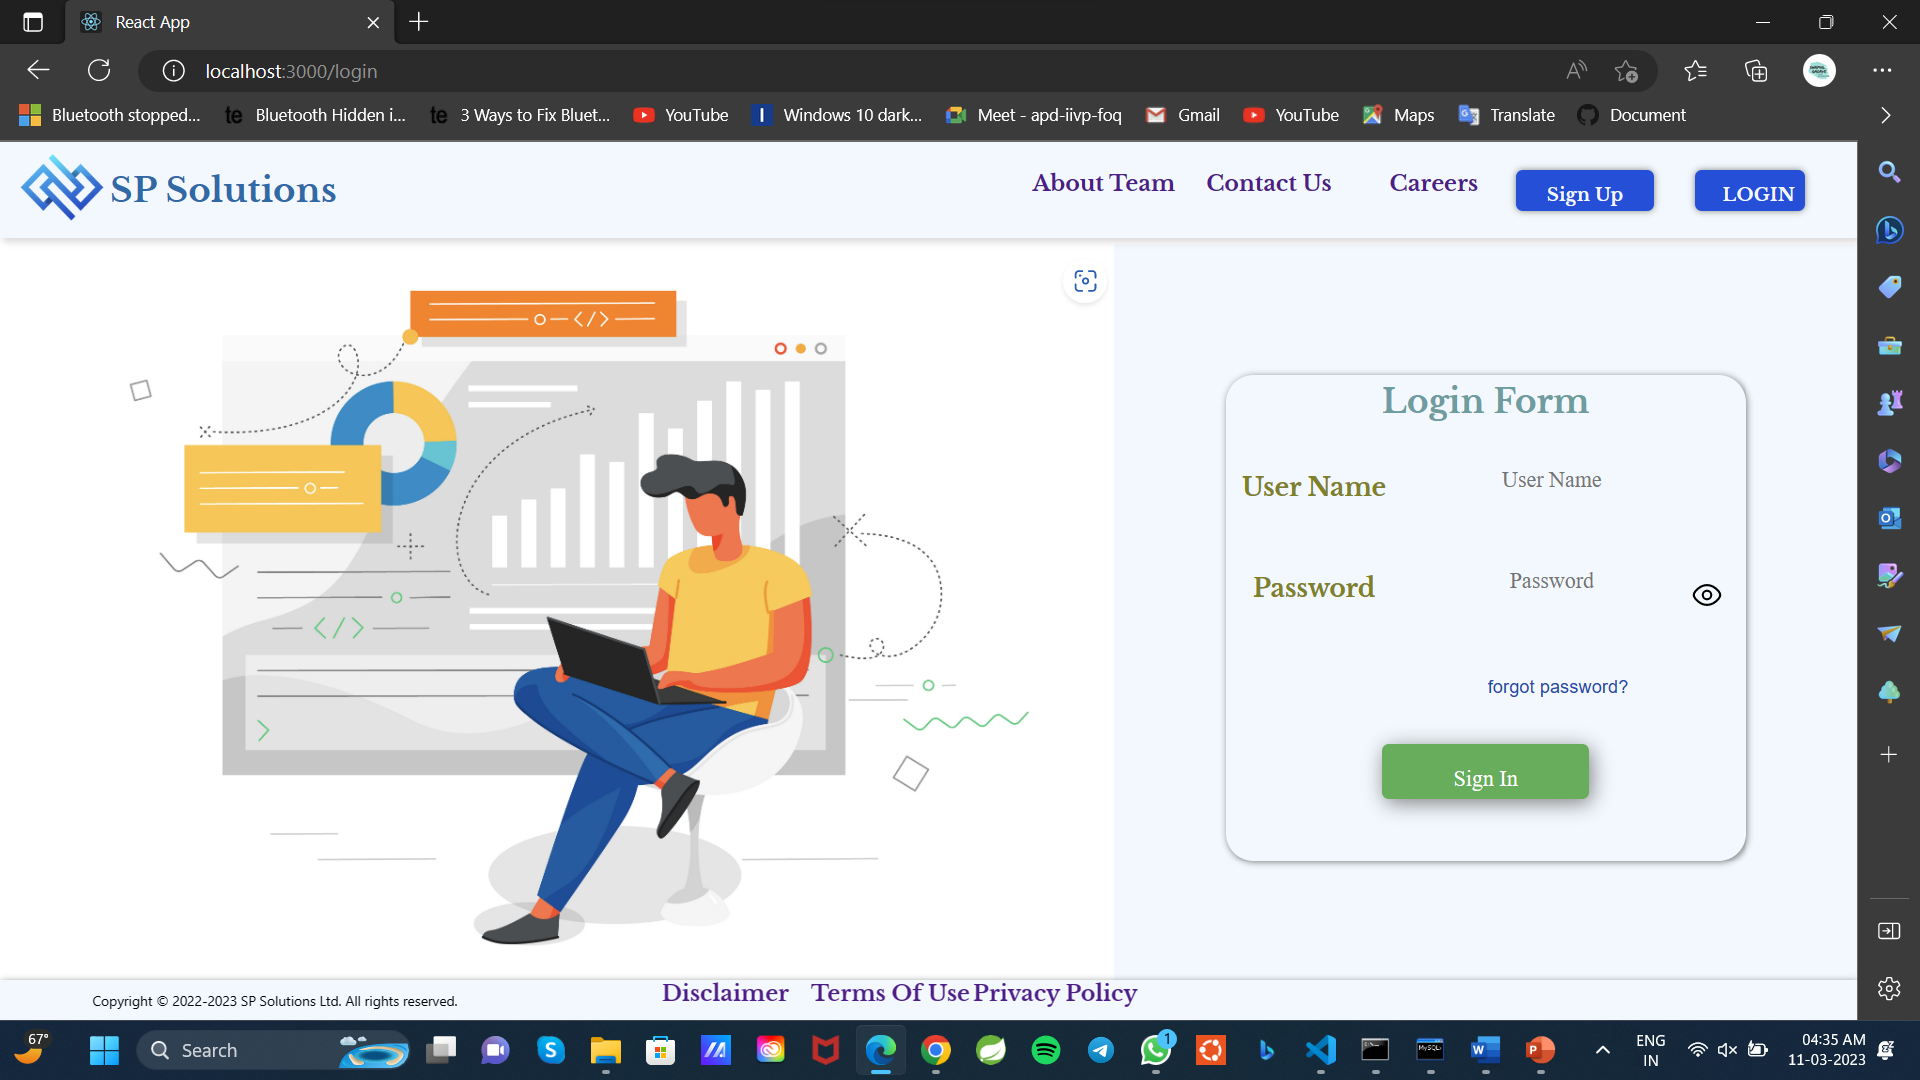 React App
localhost:3000/login
Bluetooth stopped...
te Bluetooth Hidden i...
te 3 Ways to Fix Bluet...
YouTube
Windows 10 dark...
Meet - apd-iivp-foq
Gmail
YouTube
Maps
Translate
Document
SP Solutions
About Team
Contact Us
Careers
Sign Up
LOGIN
</>
</>
Login Form
User Name
User Name
Password
Password
forgot password?
Sign In
Copyright © 2022-2023 SP Solutions Ltd. All rights reserved.
Disclaimer
Terms Of Use
Privacy Policy
67°
Search
1
ENG
IN
04:35 AM
11-03-2023